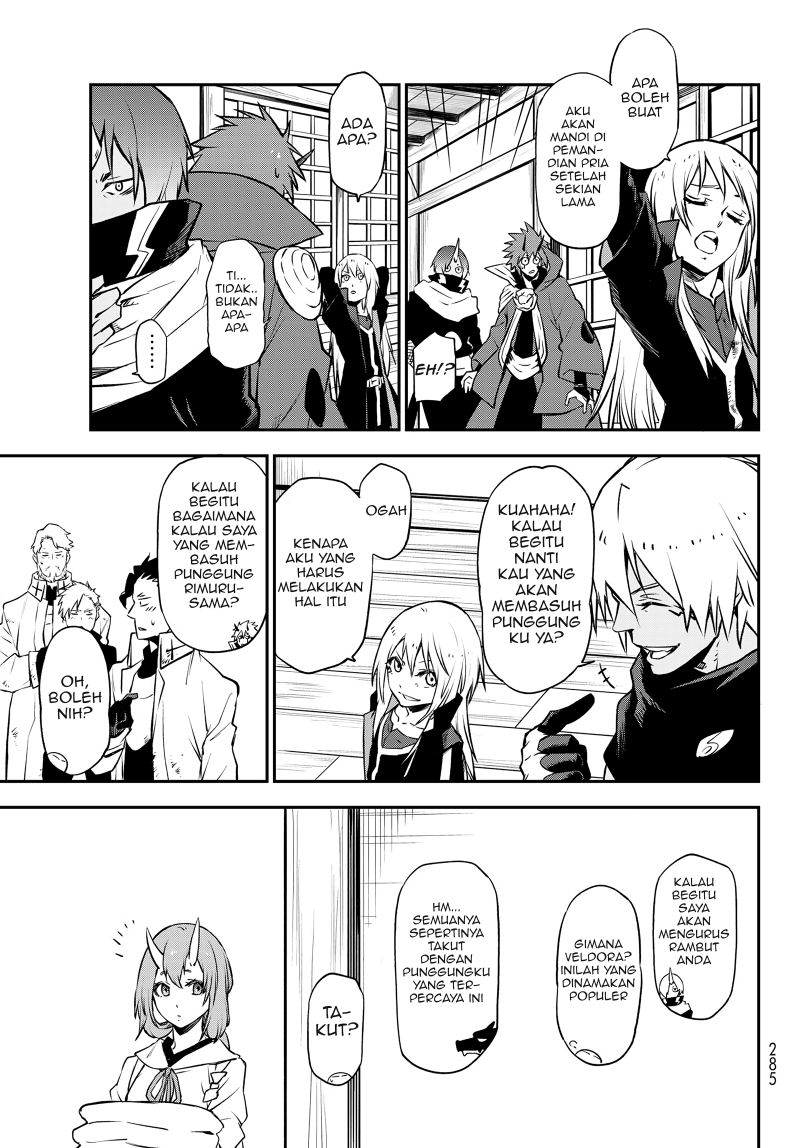 APA
BOLEH
BUAT
AKU
AKAN
MANDI DI
PEMAN-
DIAN PRIA
SETELAH
SEKIAN
LAMA
EH!?
ADA
APA?
TI...
TIDAK..
BUKAN
APA-
APA
.....
KUAHAHA!
KALAU
BEGITU
NANTI
KAU YANG
AKAN
MEMBASUH
PUNGGUNG
KU YA?
OGAH
KENAPA
AKU YANG
HARUS
MELAKUKAN
HAL ITU
KALAU
BEGITU
BAGAIMANA
KALAU SAYA
YANG MEM-
BASUH
PUNGGUNG
RIMURU-
SAMA?
OH,
BOLEH
NIH?
KALAU
BEGITU
SAYA
AKAN
MENGURUS
RAMBUT
ANDA
GIMANA
VELDORA?
INILAH YANG
DINAMAKAN
POPULER
HM...
SEMUANYA
SEPERTINYA
TAKUT
DENGAN
PUNGGUNGKU
YANG TER-
PERCAYA INI
TA-
KUT?
285